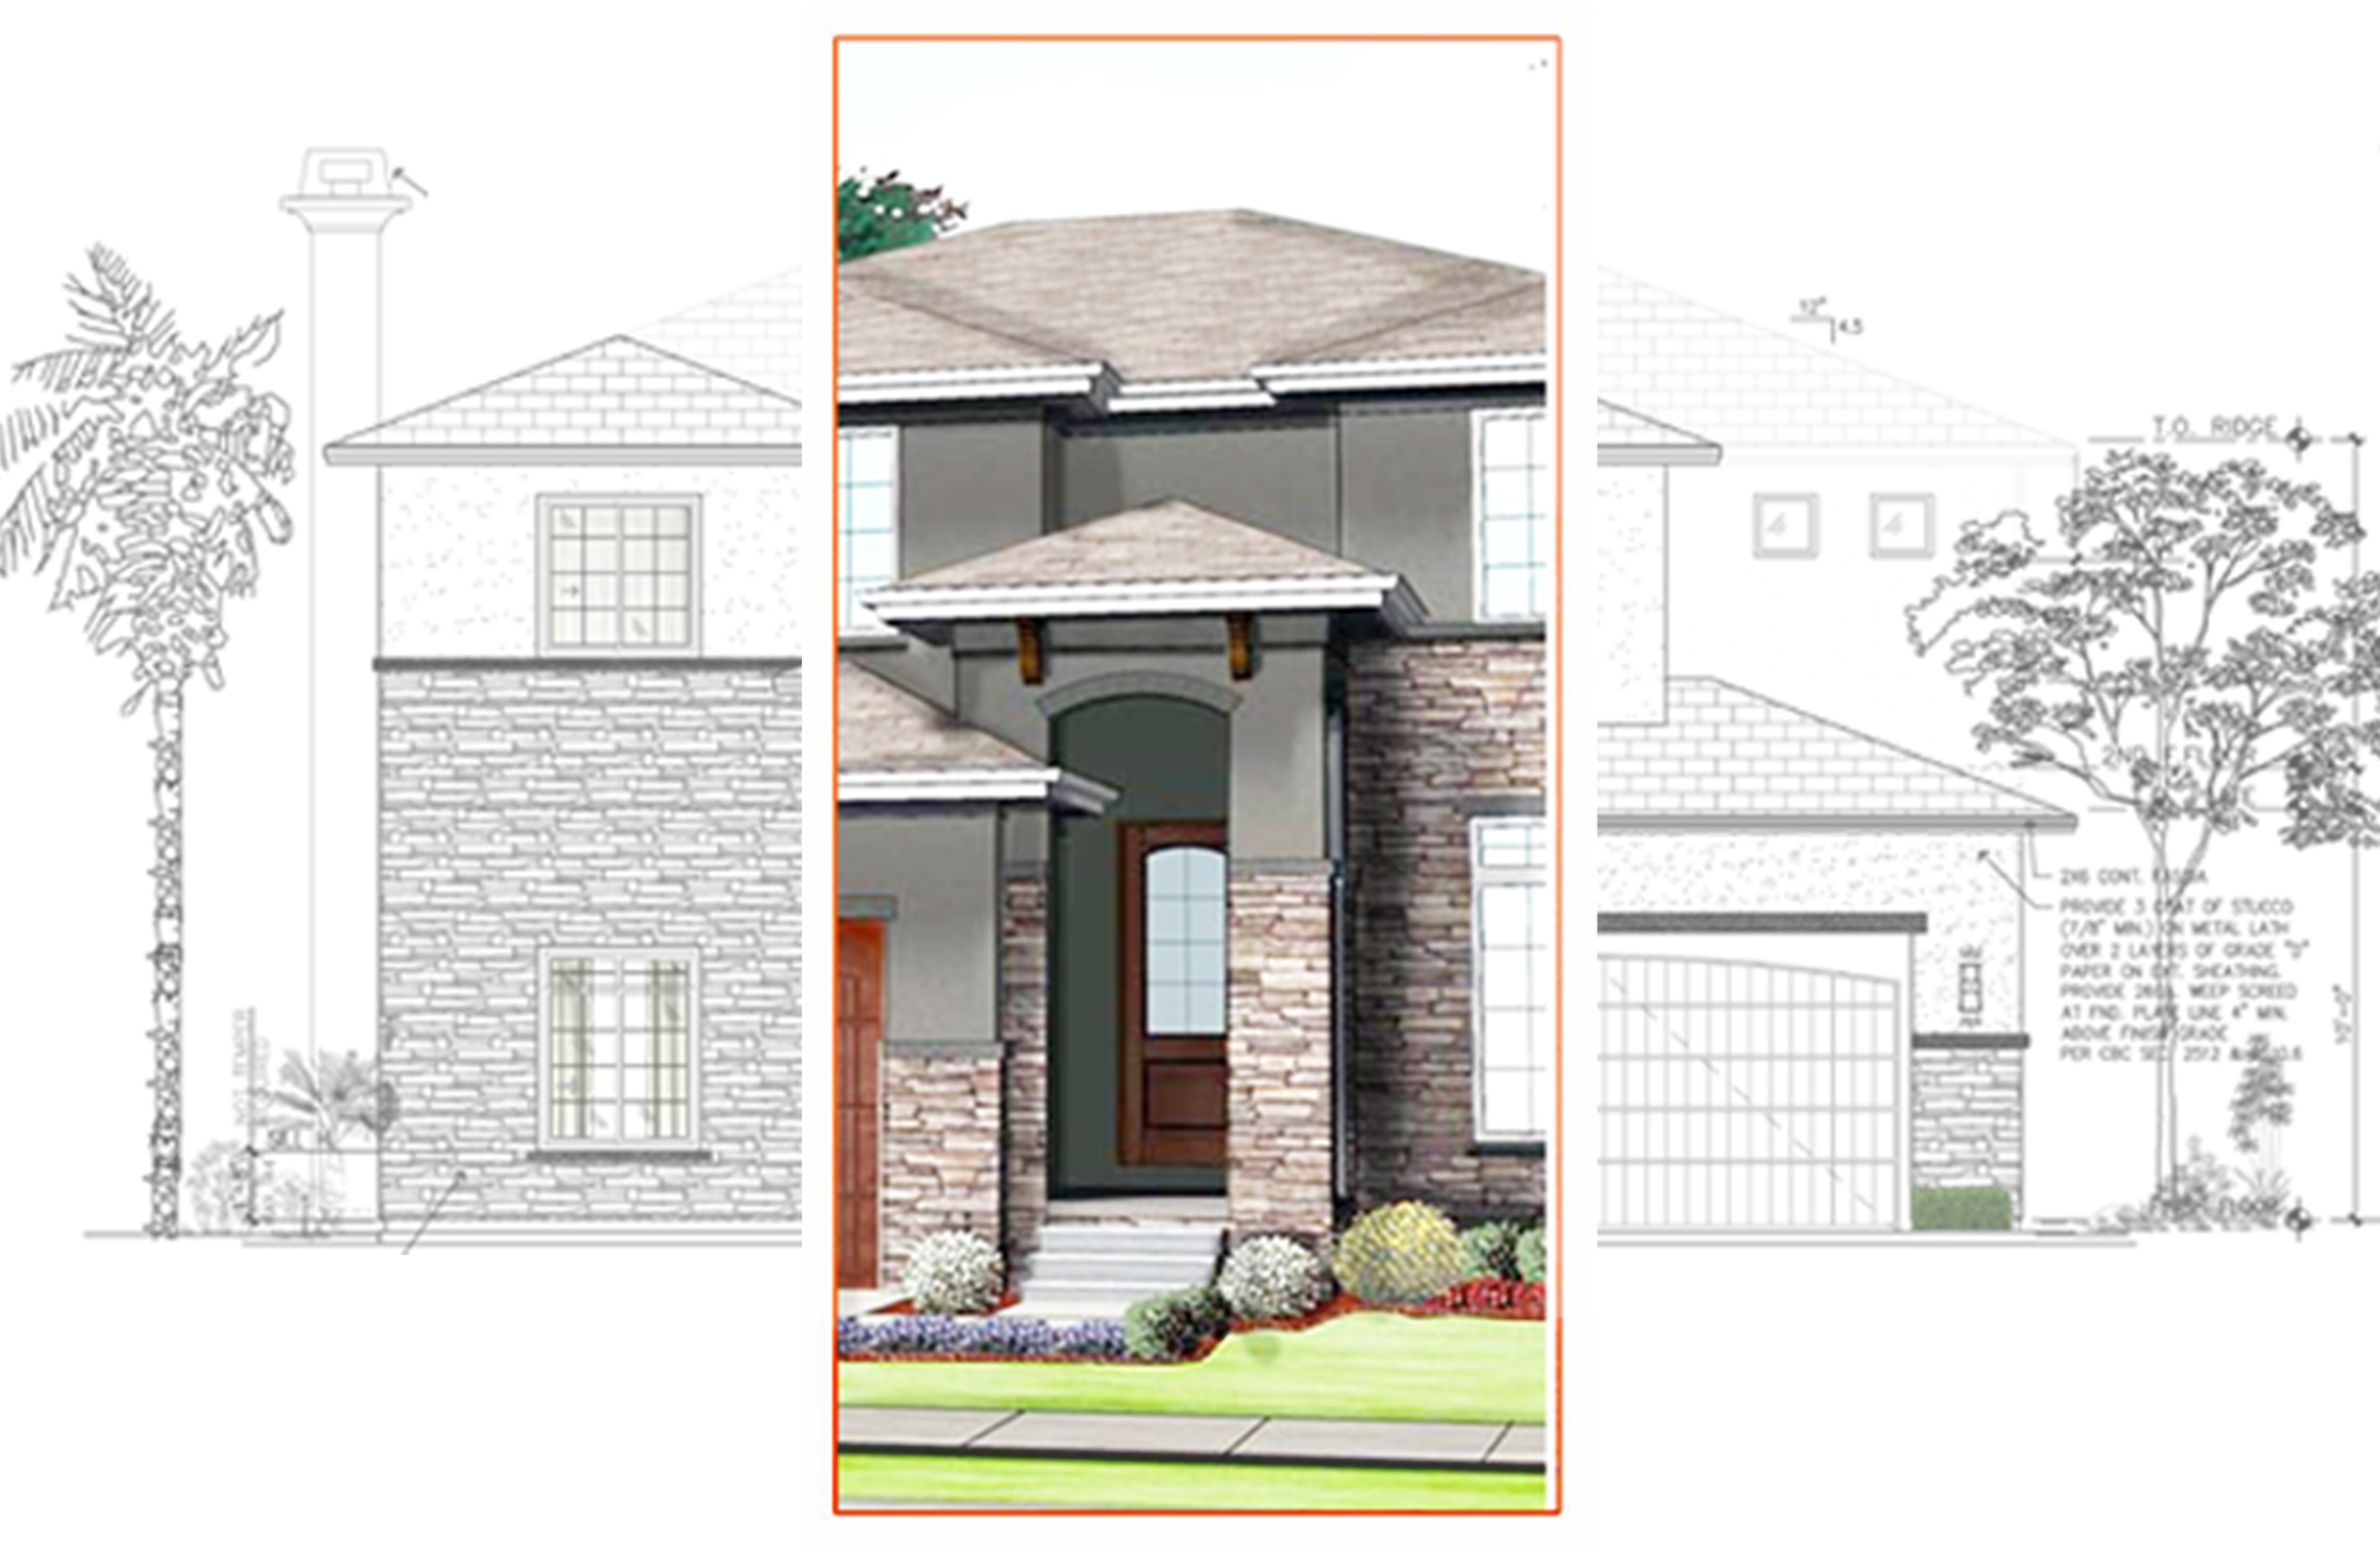 12"
4.5
T.O. RIDGE
2X6 CONT. FASCIA
PROVIDE 3 COAT OF STUCCO
(7/8" MIN.) ON METAL LATH
OVER 2 LAYERS OF GRADE "D"
PAPER ON EXT. SHEATHING.
PROVIDE 26GA. WEEP SCREED
AT FND. PLATE LINE 4" MIN.
ABOVE FINISH GRADE
PER CBC SEC. 2512 &